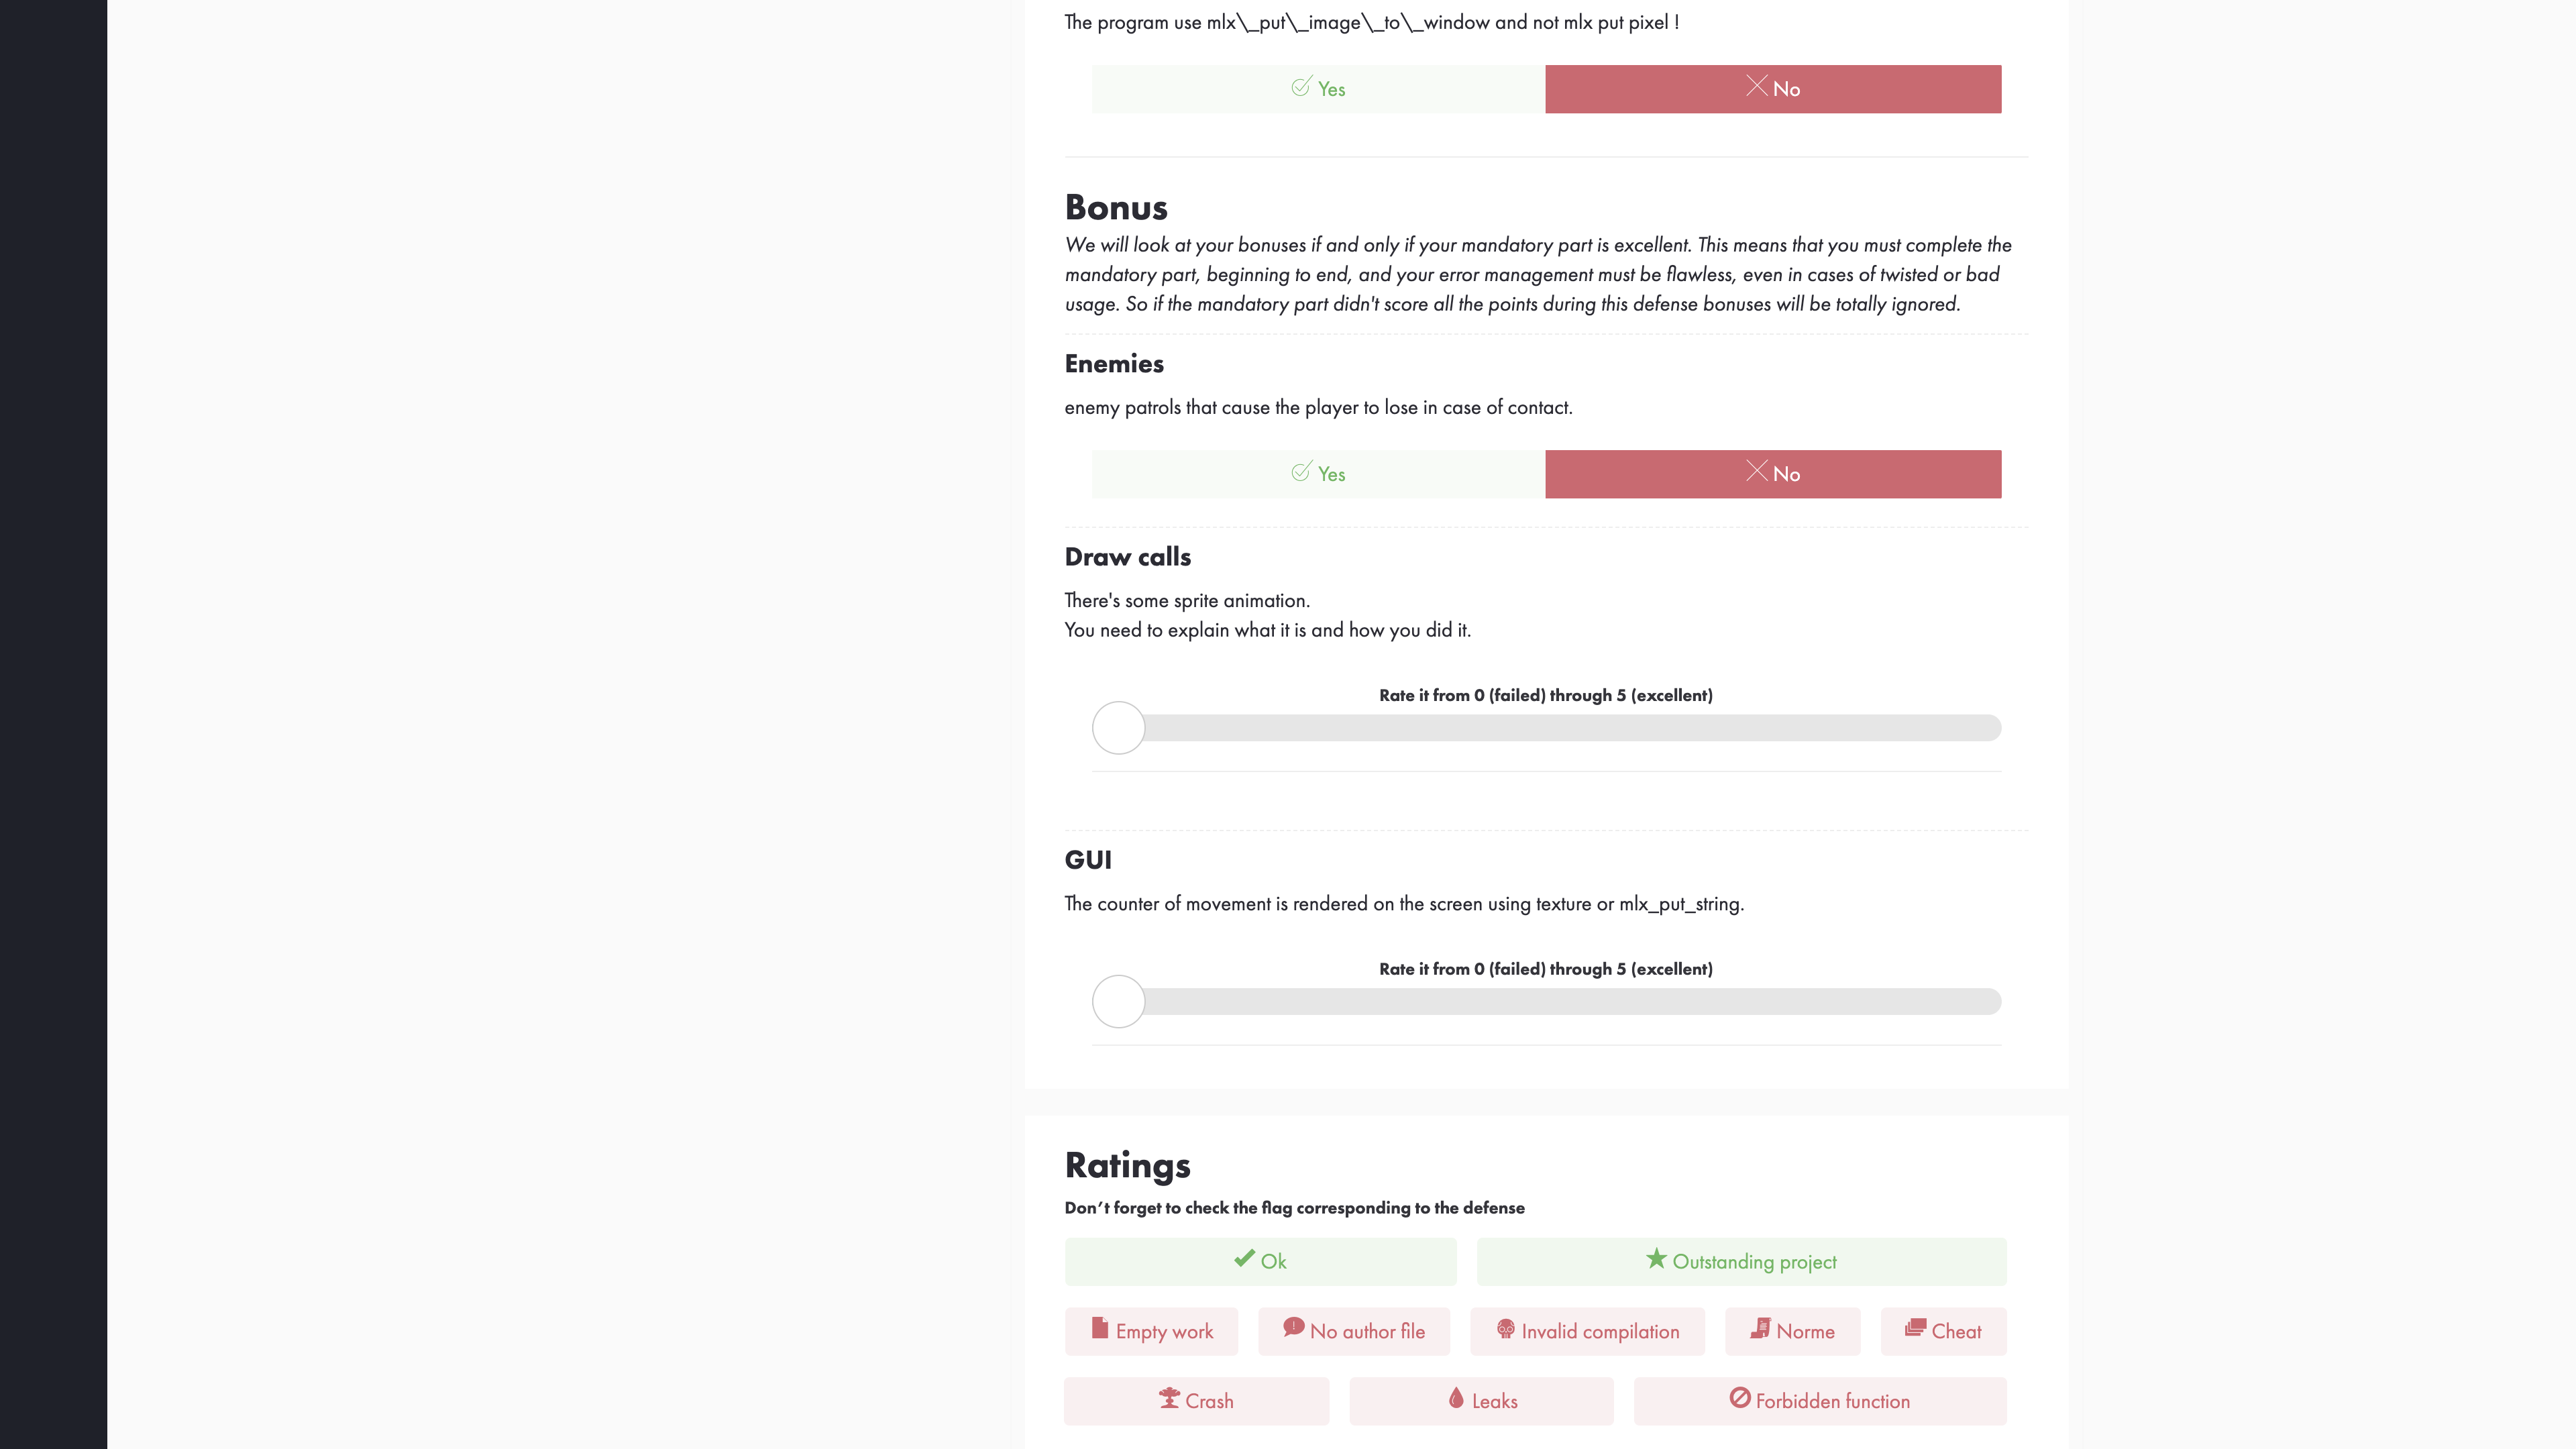 The program use mlx\_put\_image\_to\_window and not mlx put pixel !
Yes
No
Bonus
We will look at your bonuses if and only if your mandatory part is excellent. This means that you must complete the
mandatory part, beginning to end, and your error management must be flawless, even in cases of twisted or bad
usage. So if the mandatory part didn't score all the points during this defense bonuses will be totally ignored.
Enemies
enemy patrols that cause the player to lose in case of contact.
Yes
No
Draw calls
There's some sprite animation.
You need to explain what it is and how you did it.
Rate it from 0 (failed) through 5 (excellent)
GUI
The counter of movement is rendered on the screen using texture or mlx_put_string.
Rate it from 0 (failed) through 5 (excellent)
Ratings
Don’t forget to check the flag corresponding to the defense
Ok
Outstanding project
Empty work
No author file
Invalid compilation
Norme
Cheat
Crash
Leaks
Forbidden function